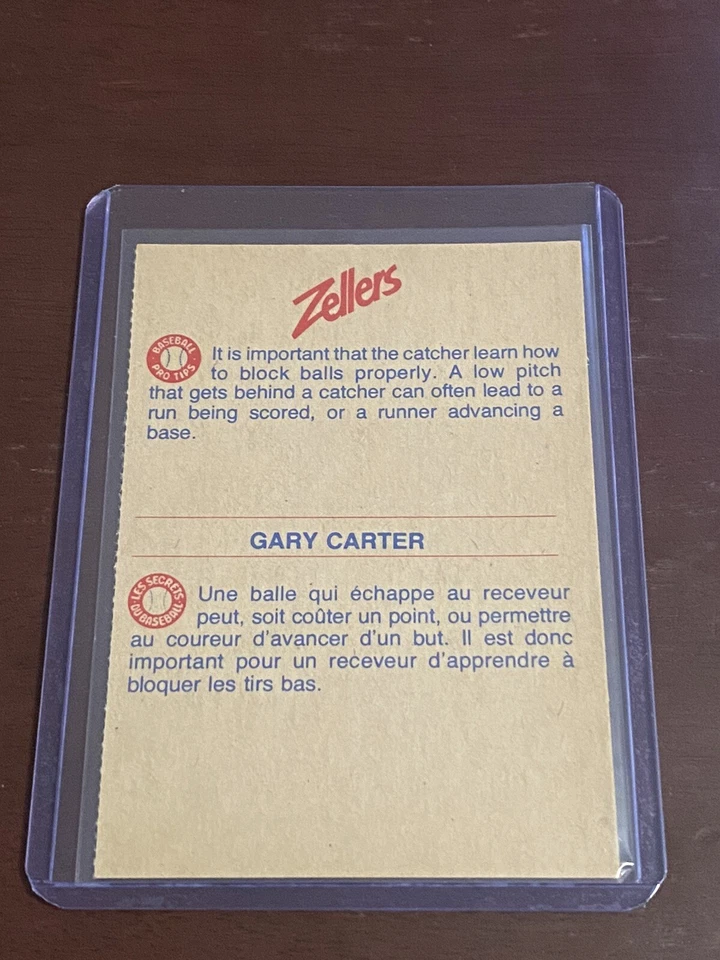 Zellers
BASEBALL PRO TIPS
It is important that the catcher learn how
to block balls properly. A low pitch
that gets behind a catcher can often lead to a
run being scored, or a runner advancing a
base.
GARY CARTER
LES SECRETS DU BASEBALL
Une balle qui échappe au receveur
peut, soit coûter un point, ou permettre
au coureur d'avancer d'un but. Il est donc
important pour un receveur d'apprendre à
bloquer les tirs bas.